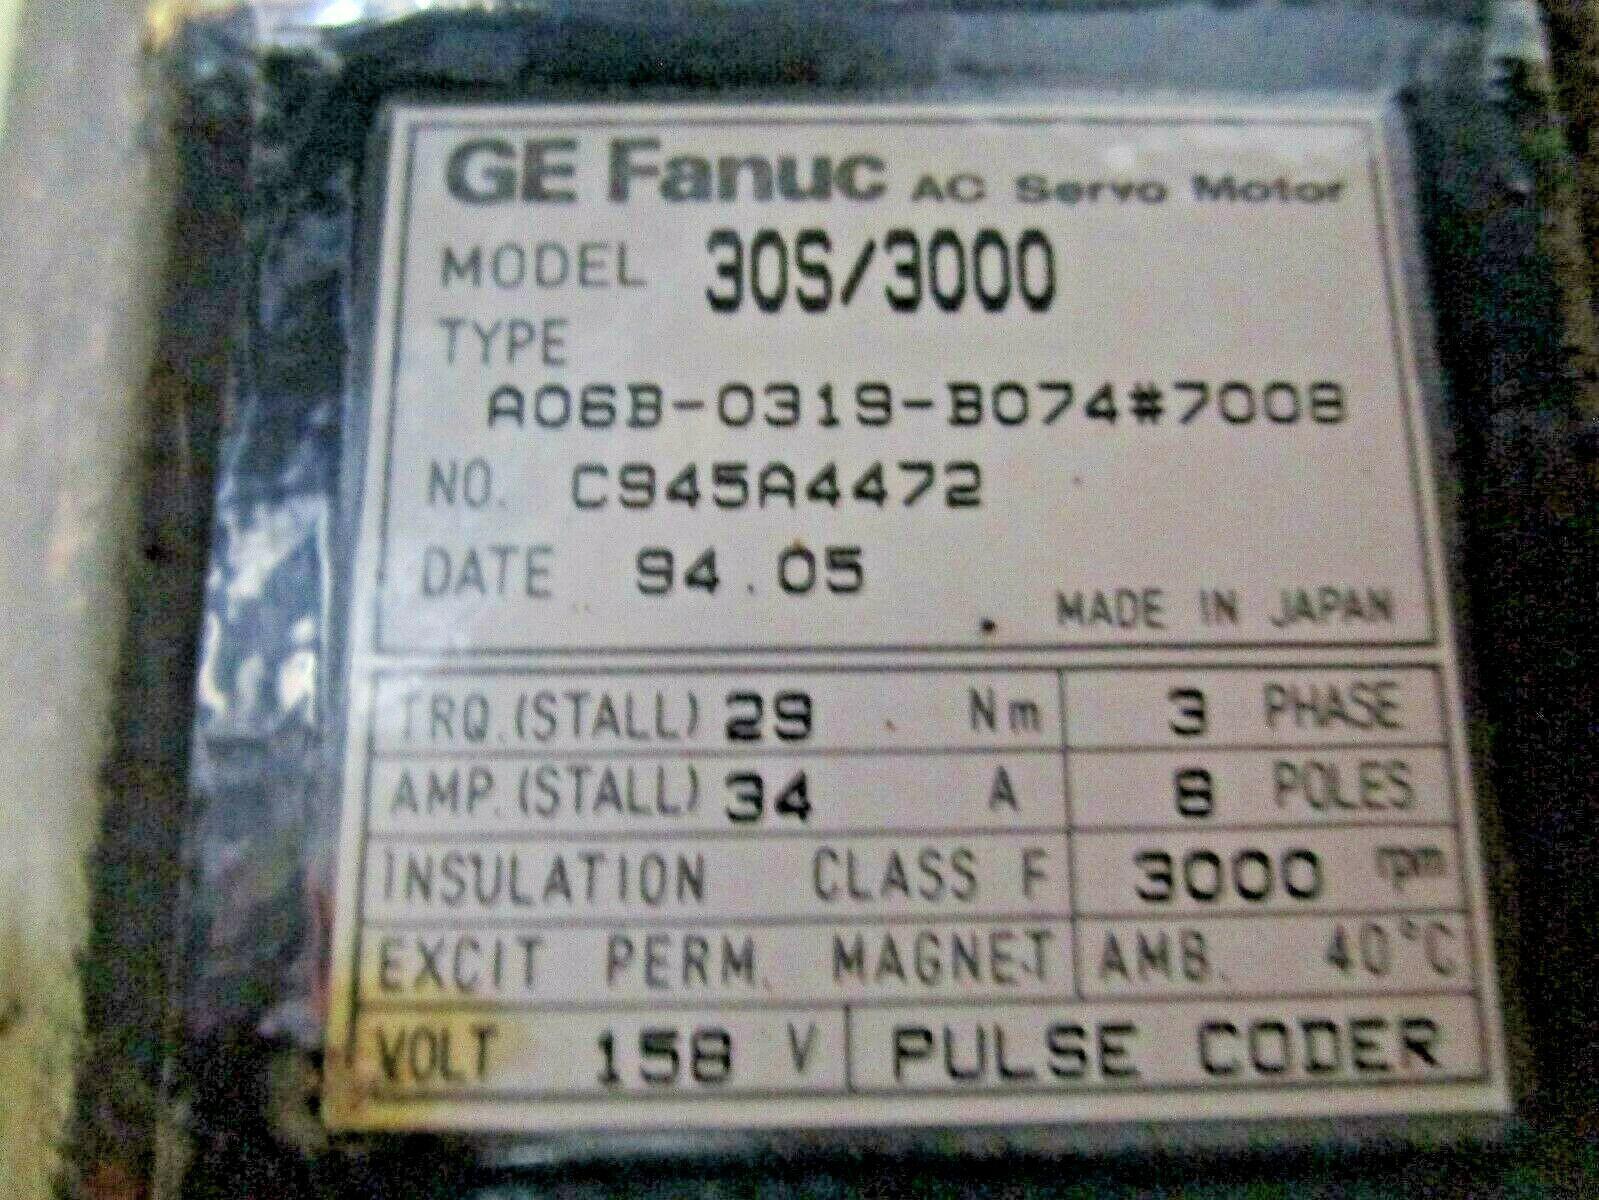 GE Fanuc AC Servo Motor
MODEL 30S/3000
TYPE
A06B-0319-B074#7008
NO. C945A4472
DATE 94.05
MADE IN JAPAN
TRQ.(STALL) 29 Nm 3 PHASE
AMP.(STALL) 34 A 8 POLES
INSULATION CLASS F 3000 rpm
EXCIT PERM. MAGNET AMB. 40°C
VOLT 158 V PULSE CODER